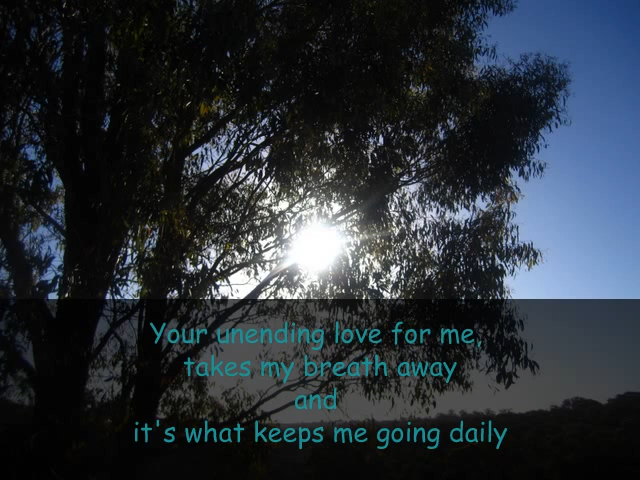 Your unending love for me,
takes my breath away
and
it's what keeps me going daily